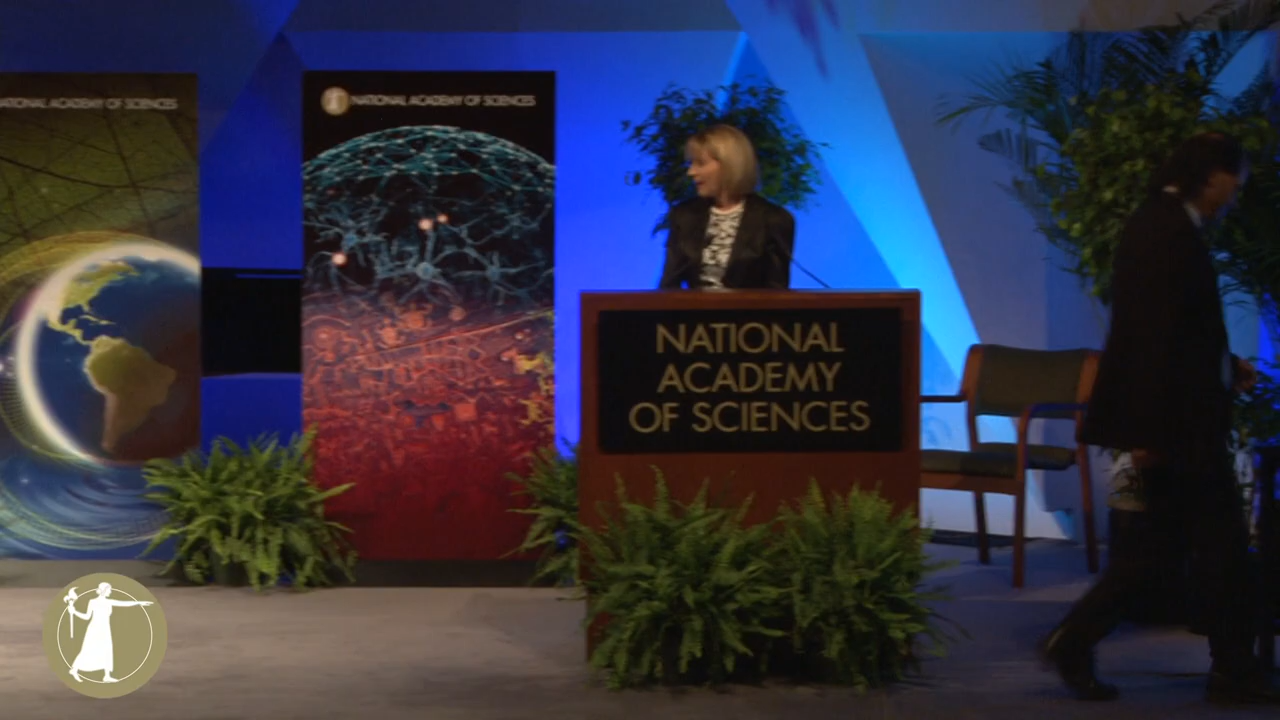 NATIONAL ACADEMY OF SCIENCES
NATIONAL ACADEMY OF SCIENCES
NATIONAL
ACADEMY
OF SCIENCES